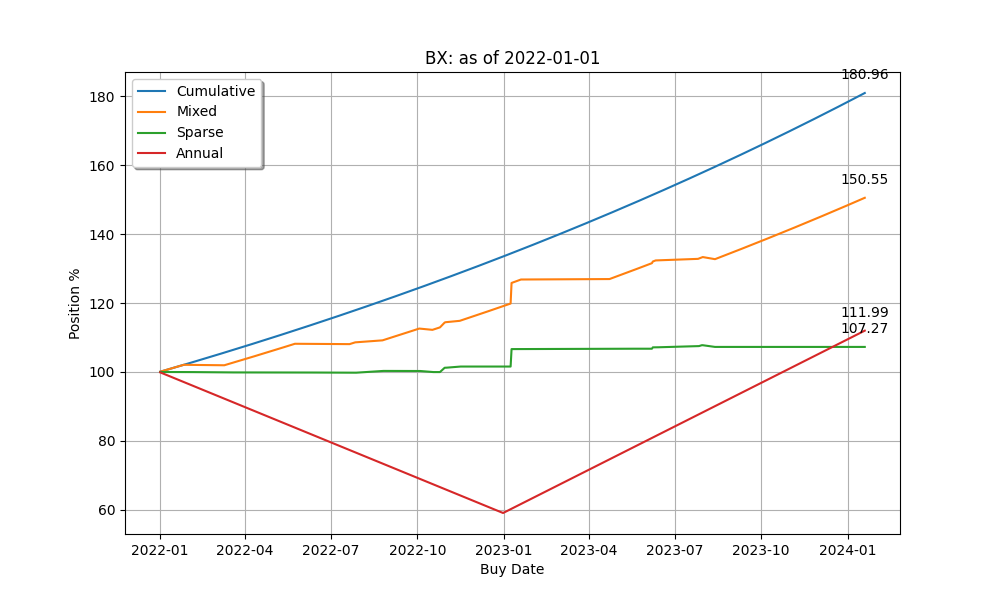 BX: as of 2022-01-01
180.96
180
Cumulative
Mixed
Sparse
Annual
160
150.55
140
120
111.99
107.27
100
80
60
Position %
2022-01 2022-04 2022-07 2022-10 2023-01 2023-04 2023-07 2023-10 2024-01
Buy Date